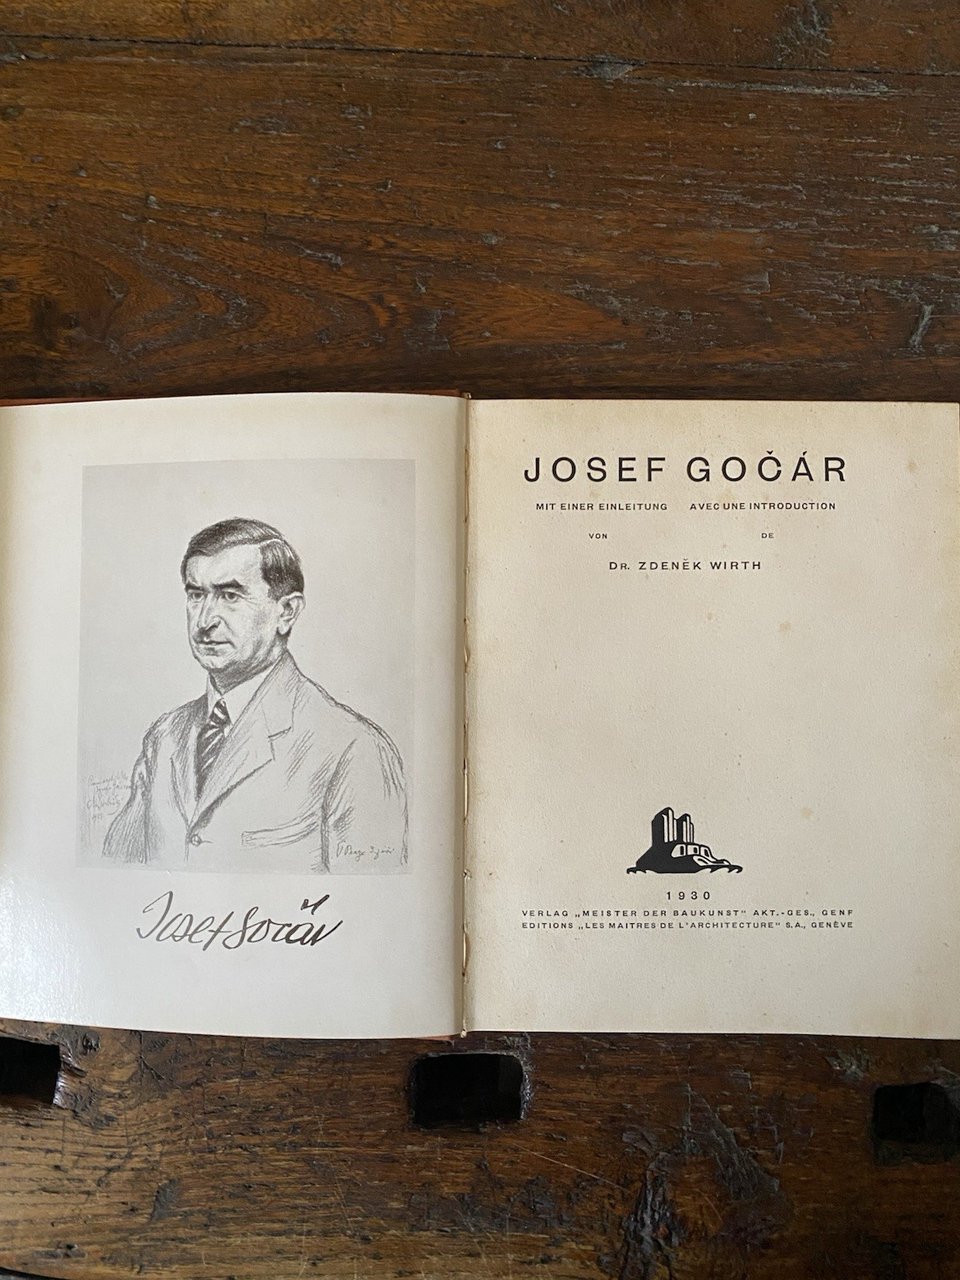 Josef Gočár
JOSEF GOČÁR
MIT EINER EINLEITUNG AVEC UNE INTRODUCTION
VON DE
DR. ZDENĚK WIRTH
1930
VERLAG „MEISTER DER BAUKUNST“ AKT.-GES., GENF
EDITIONS „LES MAITRES DE L'ARCHITECTURE“ S.A., GENÈVE